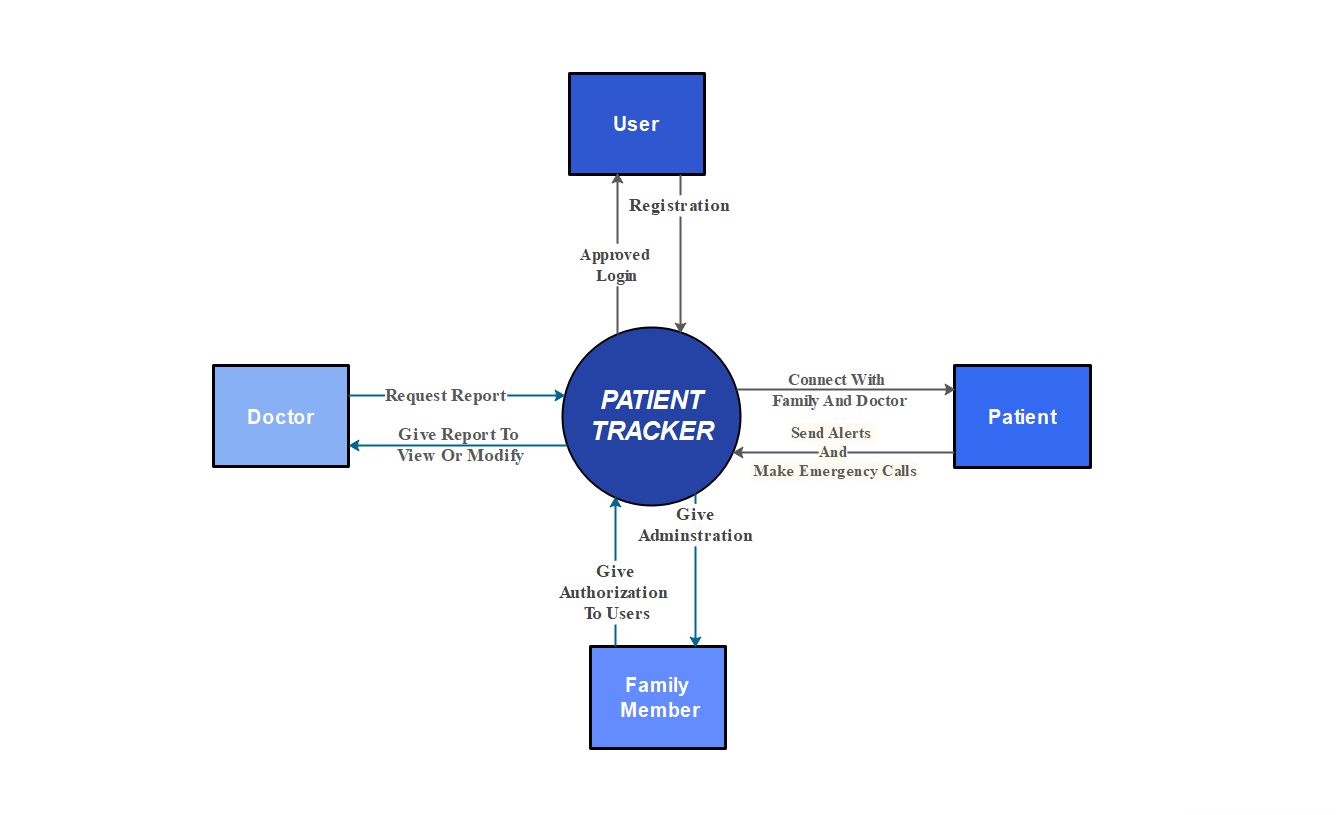 User
Registration
Approved
Login
Doctor
Request Report
Give Report To
View Or Modify
PATIENT
TRACKER
Connect With
Family And Doctor
Send Alerts
And
Make Emergency Calls
Patient
Give
Adminstration
Give
Authorization
To Users
Family
Member